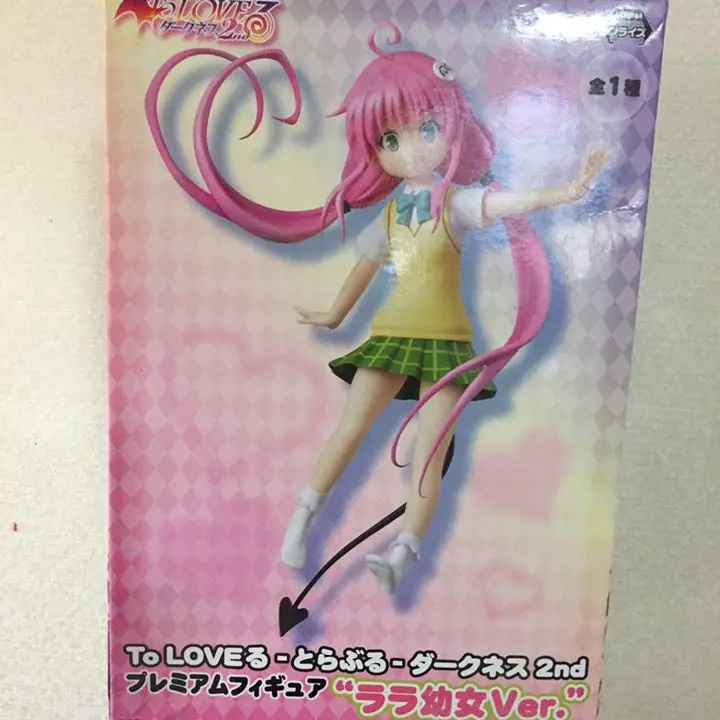 To LOVEる
ダークネス2nd
プライズ
全1種
To LOVEる -とらぶる- ダークネス 2nd
プレミアムフィギュア “ララ幼女Ver.”